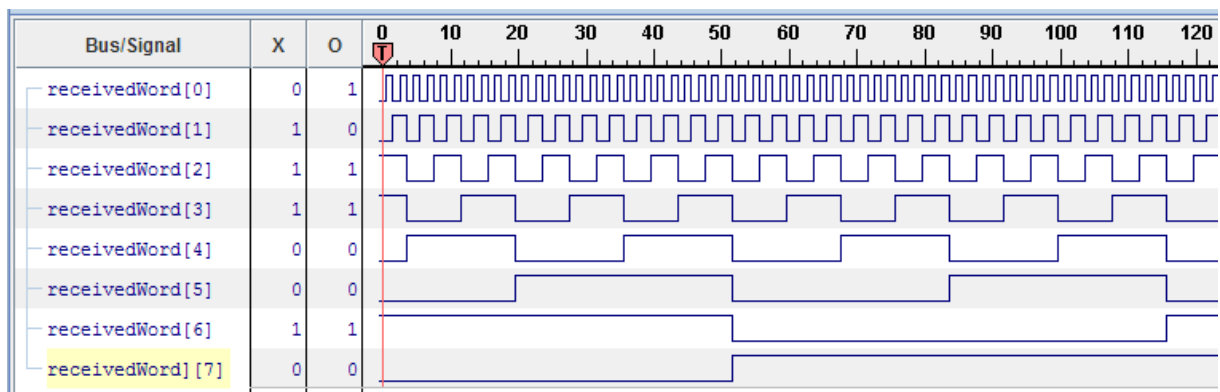 Bus/Signal X O 0 10 20 30 40 50 60 70 80 90 100 110 120
T
receivedWord[0] 0 1
receivedWord[1] 1 0
receivedWord[2] 1 1
receivedWord[3] 1 1
receivedWord[4] 0 0
receivedWord[5] 0 0
receivedWord[6] 1 1
receivedWord][7] 0 0